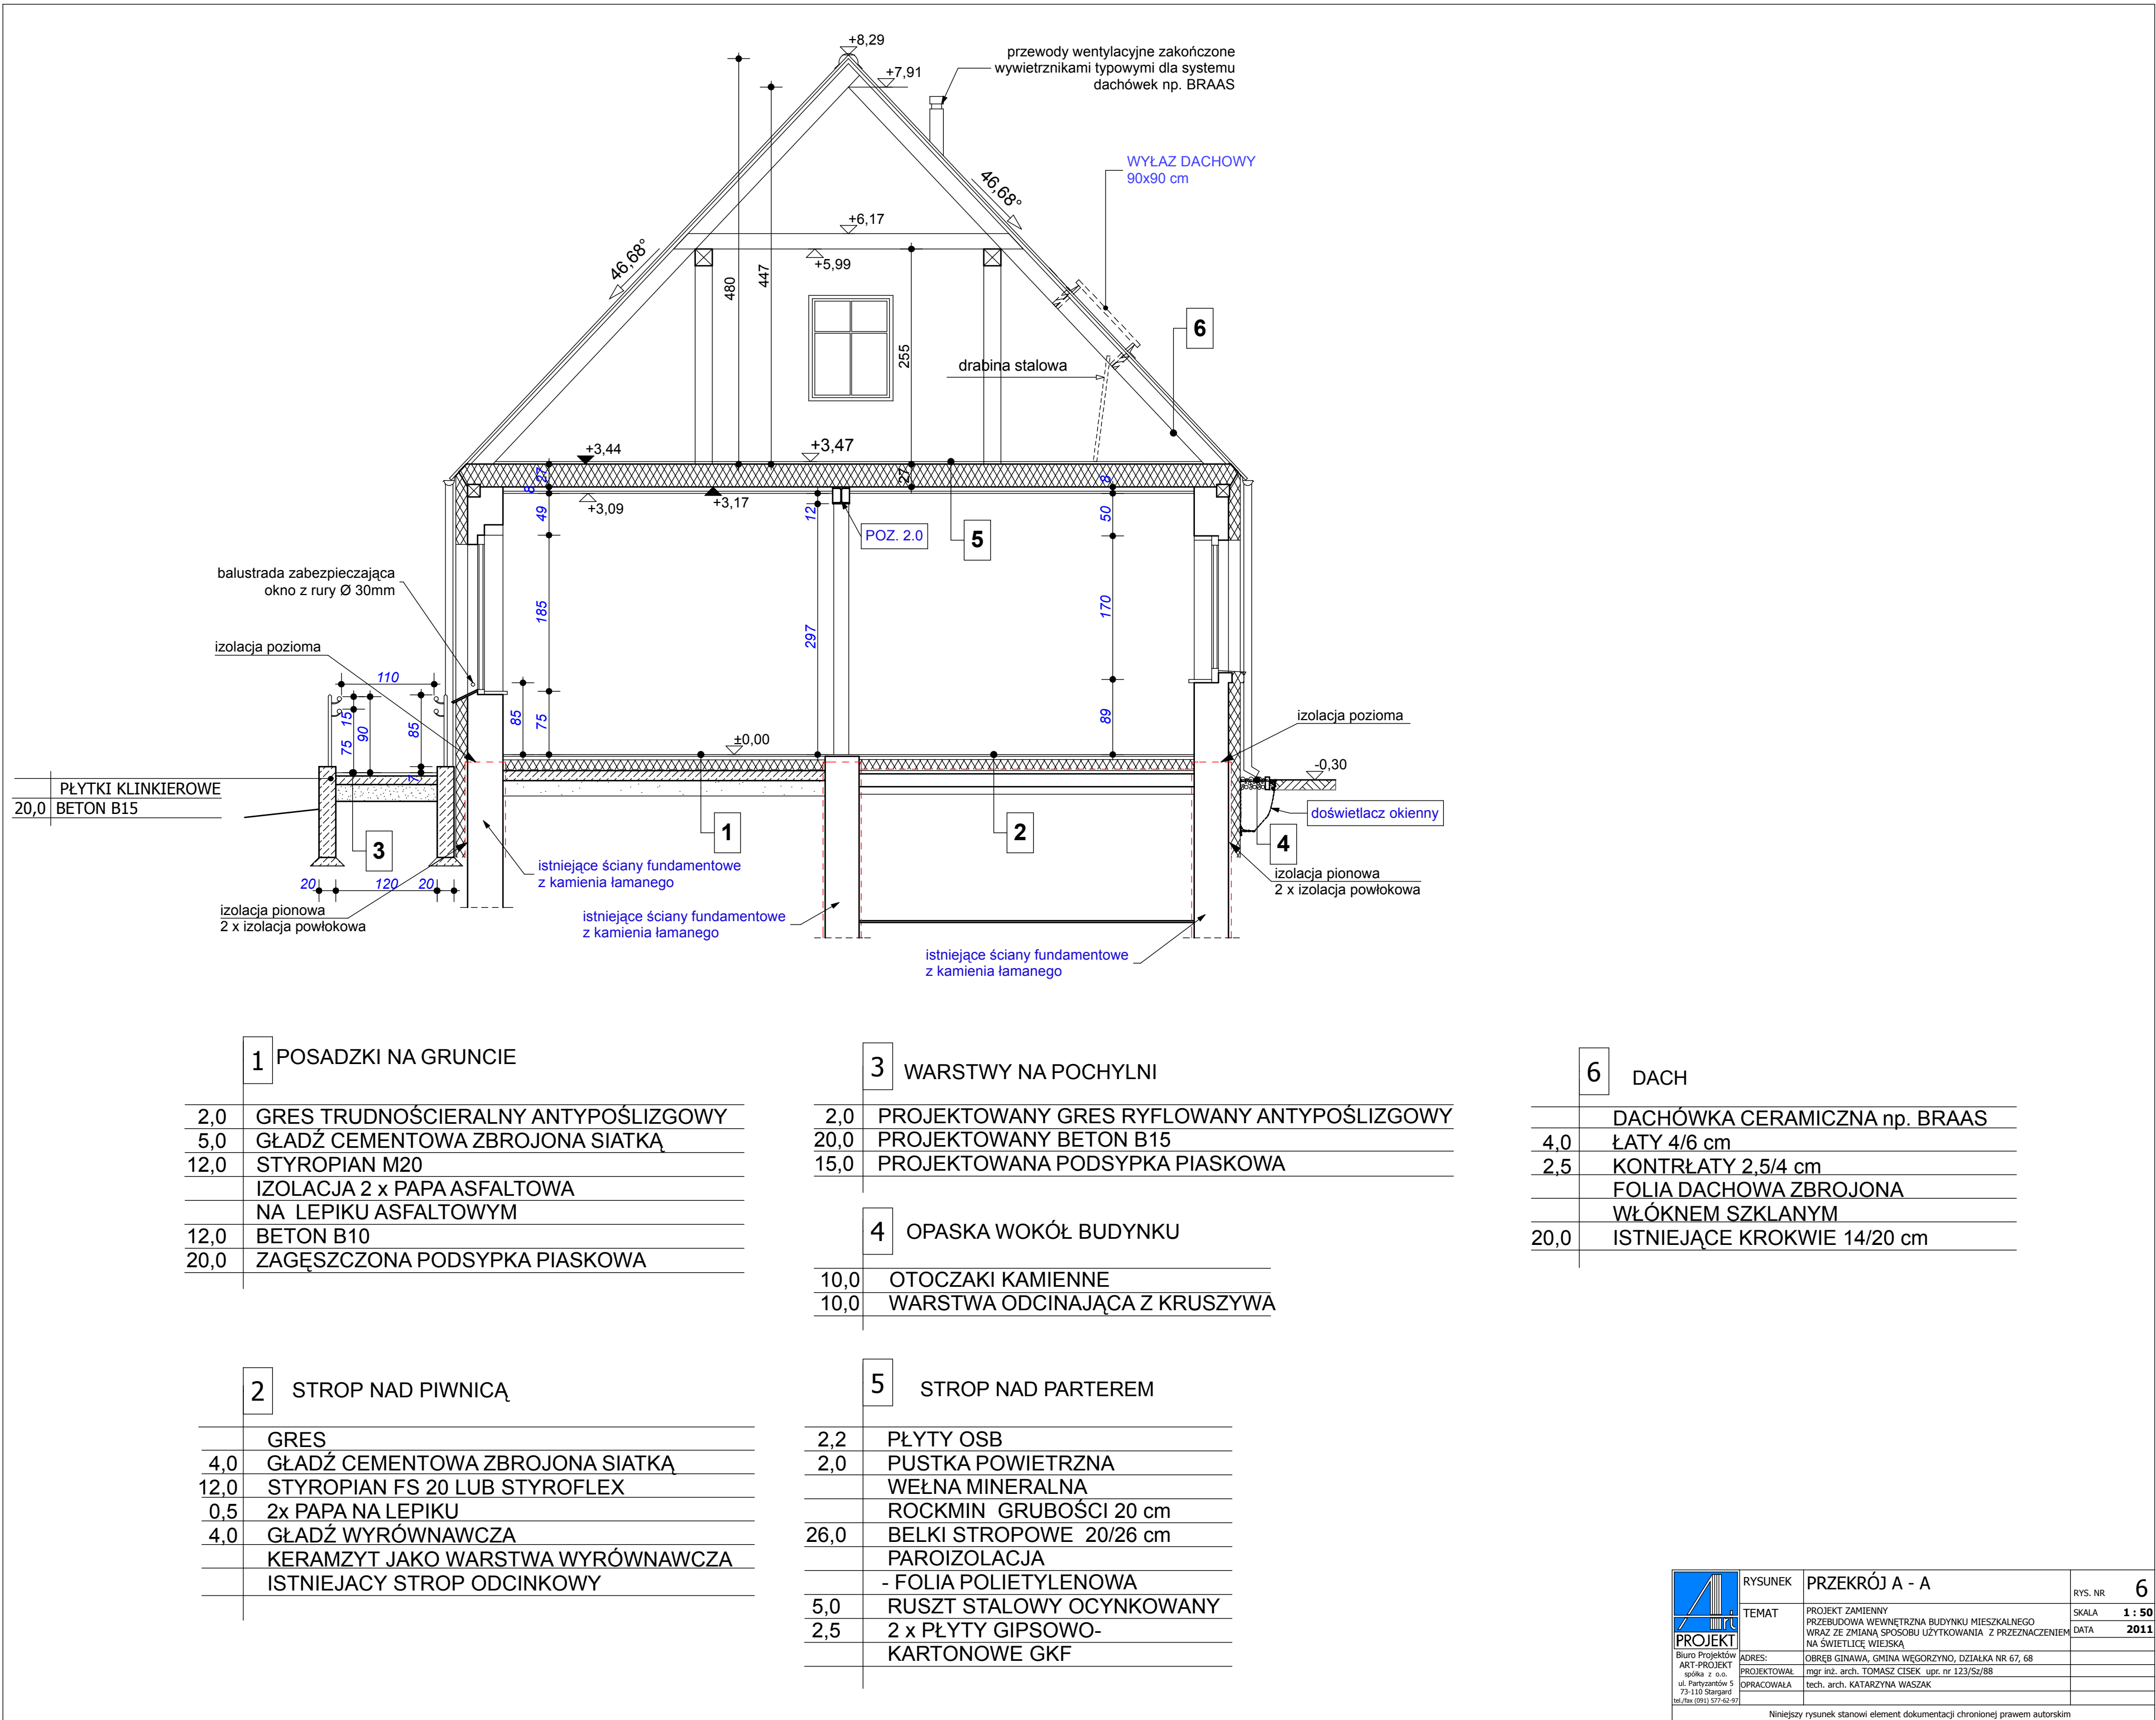 +8,29
przewody wentylacyjne zakończone
wywietrznikami typowymi dla systemu
dachówek np. BRAAS
+7,91
WYŁAZ DACHOWY
90x90 cm
46,68°
46,68°
+6,17
+5,99
480
447
255
6
drabina stalowa
+3,44
+3,47
27
27
8
8
+3,09
+3,17
49
12
50
POZ. 2.0
5
balustrada zabezpieczająca
okno z rury Ø 30mm
185
297
170
izolacja pozioma
110
15
75
90
85
7
85
75
89
izolacja pozioma
±0,00
-0,30
PŁYTKI KLINKIEROWE
20,0 BETON B15
doświetlacz okienny
1
2
3
4
istniejące ściany fundamentowe
z kamienia łamanego
izolacja pionowa
2 x izolacja powłokowa
20
120
20
izolacja pionowa
2 x izolacja powłokowa
istniejące ściany fundamentowe
z kamienia łamanego
istniejące ściany fundamentowe
z kamienia łamanego
1 POSADZKI NA GRUNCIE
2,0 GRES TRUDNOŚCIERALNY ANTYPOŚLIZGOWY
5,0 GŁADŹ CEMENTOWA ZBROJONA SIATKĄ
12,0 STYROPIAN M20
IZOLACJA 2 x PAPA ASFALTOWA
NA LEPIKU ASFALTOWYM
12,0 BETON B10
20,0 ZAGĘSZCZONA PODSYPKA PIASKOWA
3 WARSTWY NA POCHYLNI
2,0 PROJEKTOWANY GRES RYFLOWANY ANTYPOŚLIZGOWY
20,0 PROJEKTOWANY BETON B15
15,0 PROJEKTOWANA PODSYPKA PIASKOWA
4 OPASKA WOKÓŁ BUDYNKU
10,0 OTOCZAKI KAMIENNE
10,0 WARSTWA ODCINAJĄCA Z KRUSZYWA
6 DACH
DACHÓWKA CERAMICZNA np. BRAAS
4,0 ŁATY 4/6 cm
2,5 KONTRŁATY 2,5/4 cm
FOLIA DACHOWA ZBROJONA
WŁÓKNEM SZKLANYM
20,0 ISTNIEJĄCE KROKWIE 14/20 cm
2 STROP NAD PIWNICĄ
GRES
4,0 GŁADŹ CEMENTOWA ZBROJONA SIATKĄ
12,0 STYROPIAN FS 20 LUB STYROFLEX
0,5 2x PAPA NA LEPIKU
4,0 GŁADŹ WYRÓWNAWCZA
KERAMZYT JAKO WARSTWA WYRÓWNAWCZA
ISTNIEJACY STROP ODCINKOWY
5 STROP NAD PARTEREM
2,2 PŁYTY OSB
2,0 PUSTKA POWIETRZNA
WEŁNA MINERALNA
ROCKMIN GRUBOŚCI 20 cm
26,0 BELKI STROPOWE 20/26 cm
PAROIZOLACJA
- FOLIA POLIETYLENOWA
5,0 RUSZT STALOWY OCYNKOWANY
2,5 2 x PŁYTY GIPSOWO-
KARTONOWE GKF
Art
PROJEKT
Biuro Projektów
ART-PROJEKT
spółka z o.o.
ul. Partyzantów 5
73-110 Stargard
tel./fax (091) 577-62-97
RYSUNEK PRZEKRÓJ A - A
RYS. NR 6
TEMAT PROJEKT ZAMIENNY
PRZEBUDOWA WEWNĘTRZNA BUDYNKU MIESZKALNEGO
WRAZ ZE ZMIANĄ SPOSOBU UŻYTKOWANIA Z PRZEZNACZENIEM
NA ŚWIETLICĘ WIEJSKĄ
SKALA 1 : 50
DATA 2011
ADRES: OBRĘB GINAWA, GMINA WĘGORZYNO, DZIAŁKA NR 67, 68
PROJEKTOWAŁ mgr inż. arch. TOMASZ CISEK upr. nr 123/Sz/88
OPRACOWAŁA tech. arch. KATARZYNA WASZAK
Niniejszy rysunek stanowi element dokumentacji chronionej prawem autorskim